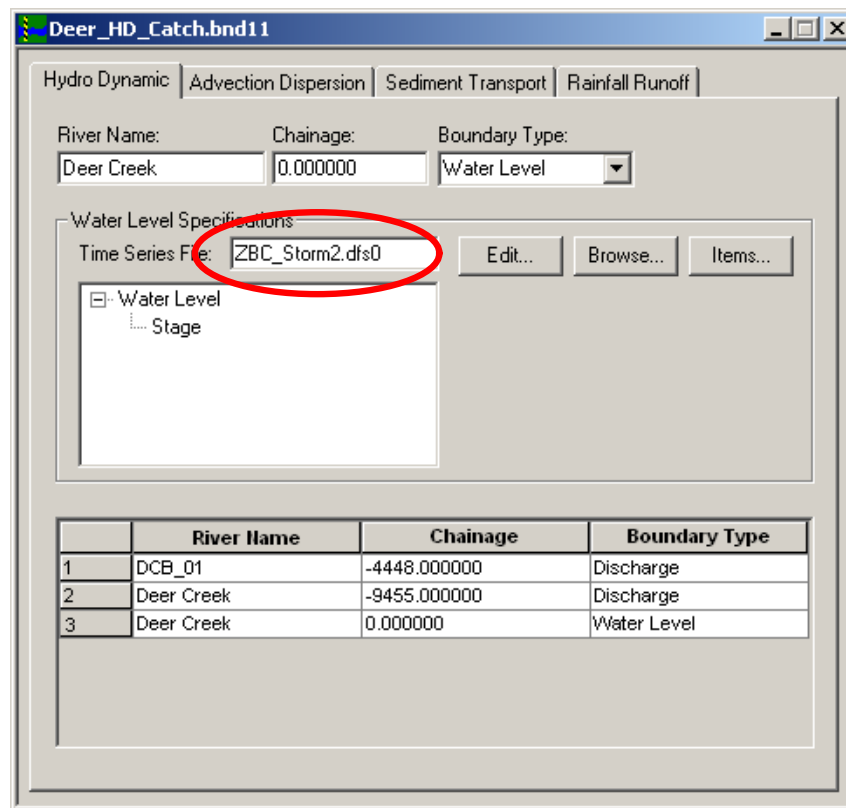 Deer_HD_Catch.bnd11
Hydro Dynamic Advection Dispersion Sediment Transport Rainfall Runoff
River Name: Chainage: Boundary Type:
Deer Creek 0.000000 Water Level
Water Level Specifications
Time Series File: ZBC_Storm2.dfs0 Edit... Browse... Items...
Water Level
Stage
River Name Chainage Boundary Type
1 DCB_01 -4448.000000 Discharge
2 Deer Creek -9455.000000 Discharge
3 Deer Creek 0.000000 Water Level